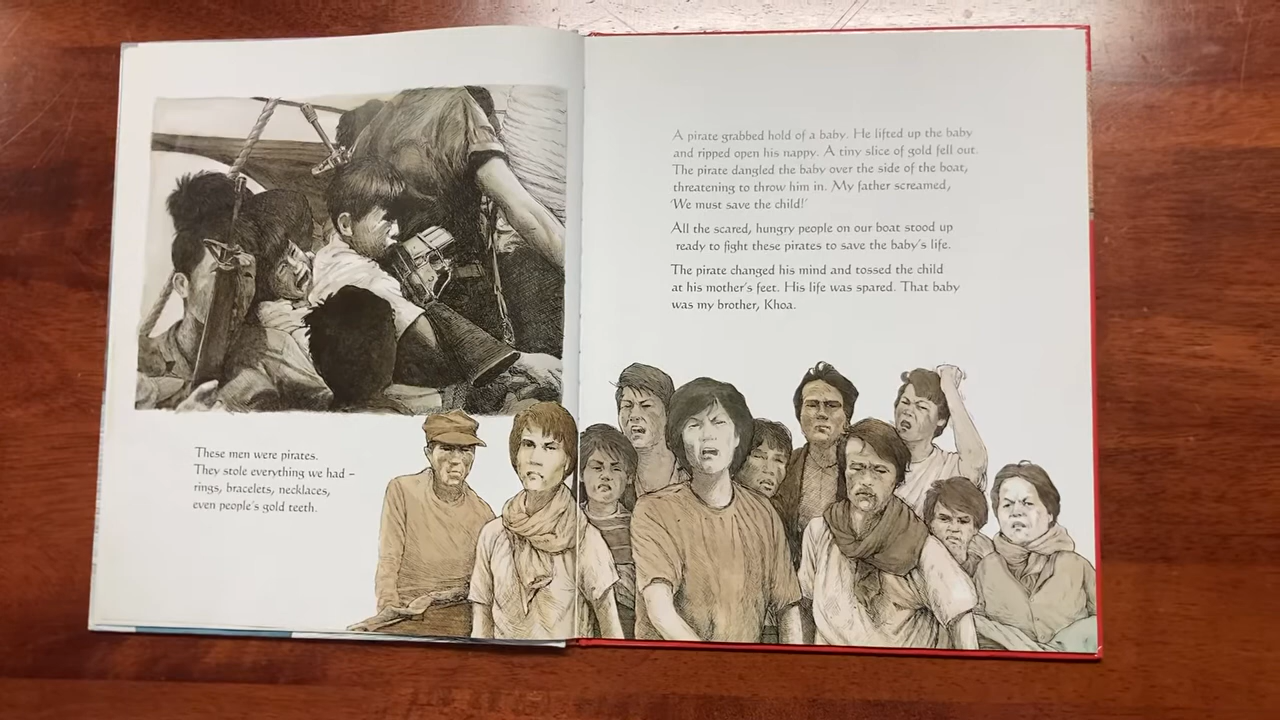 These men were pirates.
They stole everything we had –
rings, bracelets, necklaces,
even people's gold teeth.
A pirate grabbed hold of a baby. He lifted up the baby
and ripped open his nappy. A tiny slice of gold fell out.
The pirate dangled the baby over the side of the boat,
threatening to throw him in. My father screamed,
'We must save the child!'
All the scared, hungry people on our boat stood up
ready to fight these pirates to save the baby's life.
The pirate changed his mind and tossed the child
at his mother's feet. His life was spared. That baby
was my brother, Khoa.